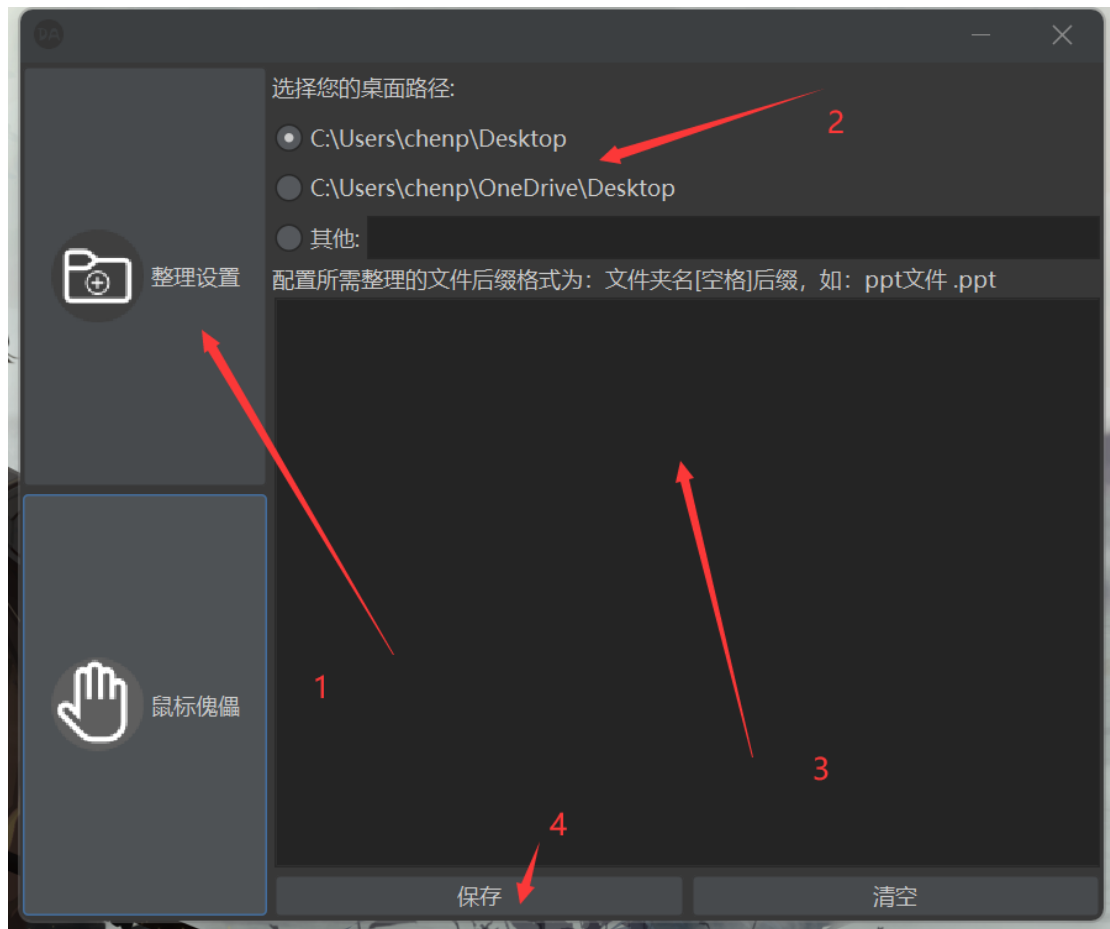 DA
选择您的桌面路径:
C:\Users\chenp\Desktop
2
C:\Users\chenp\OneDrive\Desktop
其他:
整理设置
配置所需整理的文件后缀格式为：文件夹名[空格]后缀，如：ppt文件 .ppt
1
鼠标傀儡
3
4
保存
清空